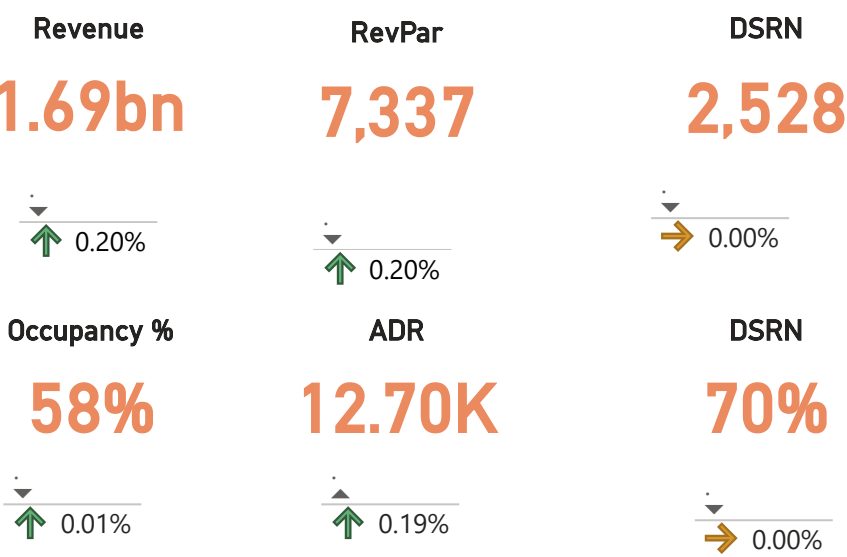 Revenue
RevPar
DSRN
1.69bn
7,337
2,528
0.20%
0.20%
0.00%
Occupancy %
ADR
DSRN
58%
12.70K
70%
0.01%
0.19%
0.00%